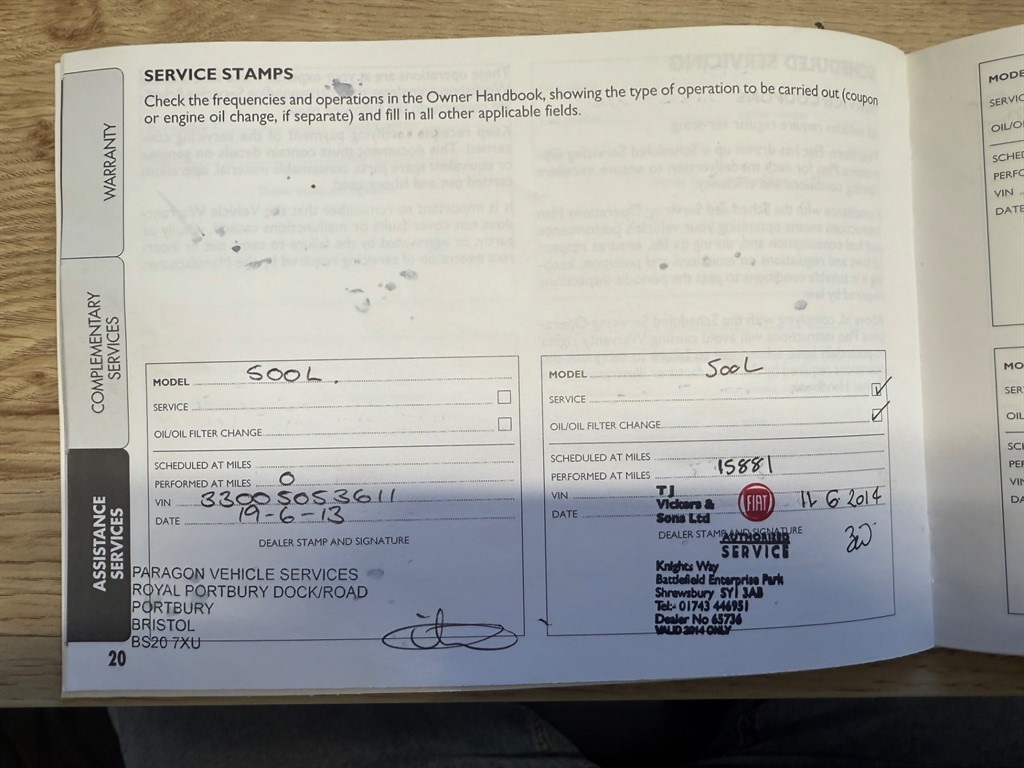 SERVICE STAMPS
Check the frequencies and operations in the Owner Handbook, showing the type of operation to be carried out (coupon
or engine oil change, if separate) and fill in all other applicable fields.
WARRANTY
COMPLEMENTARY
SERVICES
ASSISTANCE
SERVICES
MODEL 500L.
SERVICE
OIL/OIL FILTER CHANGE
SCHEDULED AT MILES
PERFORMED AT MILES 0
VIN 33005053611
DATE 19-6-13
DEALER STAMP AND SIGNATURE
PARAGON VEHICLE SERVICES
ROYAL PORTBURY DOCK/ROAD
PORTBURY
BRISTOL
BS20 7XU
20
MODEL 500L
SERVICE
OIL/OIL FILTER CHANGE
SCHEDULED AT MILES
PERFORMED AT MILES 15881
VIN
DATE 6 2014
TJ
Vickers &
Sons Ltd
FIAT
DEALER STAMP AND SIGNATURE
AUTHORISED
SERVICE
Knights Way
Battlefield Enterprise Park
Shrewsbury SY1 3AB
Tel:- 01743 446951
Dealer No 65736
VALID 2014 ONLY
VIN
DATE